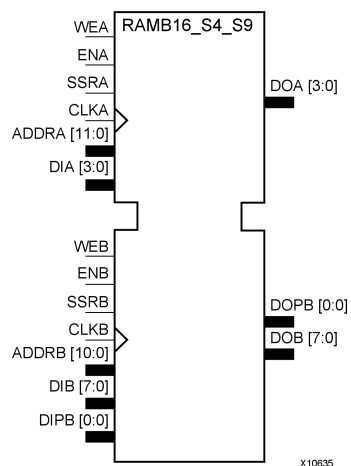 RAMB16_S4_S9
WEA
ENA
SSRA
CLKA
ADDRA [11:0]
DIA [3:0]
DOA [3:0]
WEB
ENB
SSRB
CLKB
ADDRB [10:0]
DIB [7:0]
DIPB [0:0]
DOPB [0:0]
DOB [7:0]
X10635